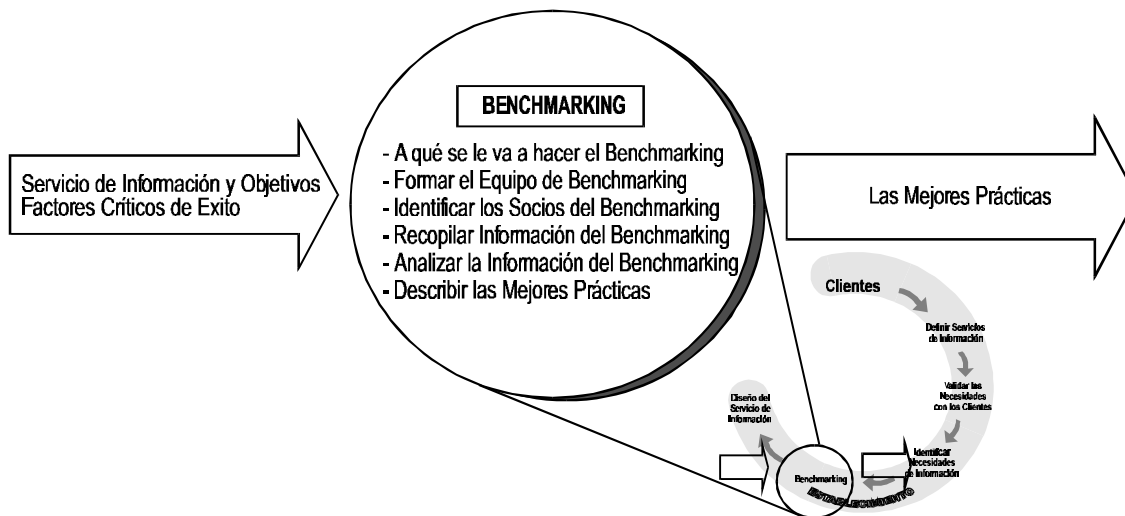 BENCHMARKING
Servicio de Información y Objetivos
Factores Críticos de Exito
- A qué se le va a hacer el Benchmarking
- Formar el Equipo de Benchmarking
- Identificar los Socios del Benchmarking
- Recopilar Información del Benchmarking
- Analizar la Información del Benchmarking
- Describir las Mejores Prácticas
Las Mejores Prácticas
Clientes
Definir Servicios
de Información
Validar las
Necesidades
con los Clientes
Identificar
Necesidades
de Información
Benchmarking
ESTABLECIMIENTO
Diseño del
Servicio de
Información